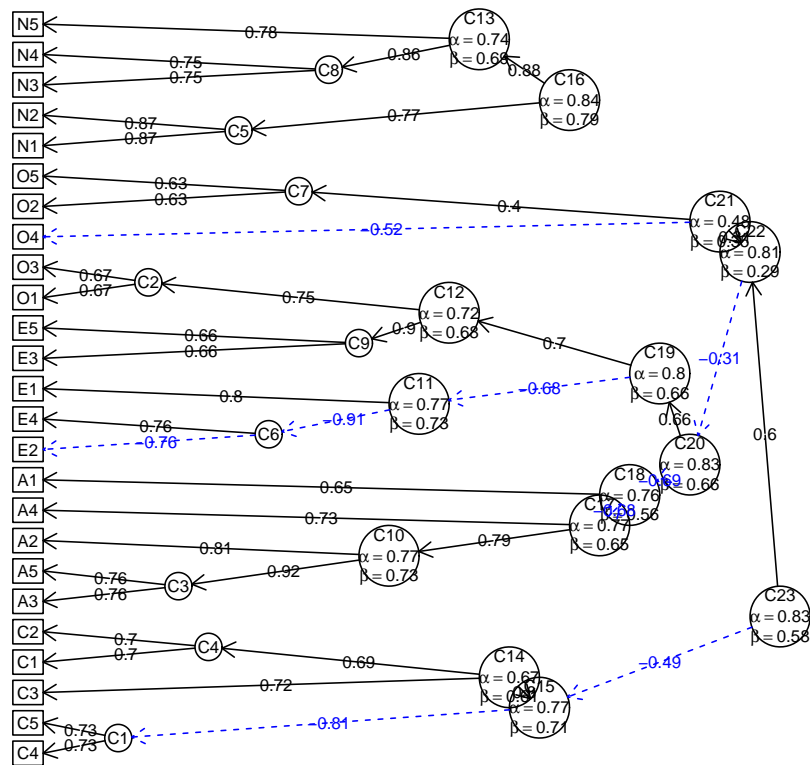 N5
N4
N3
N2
N1
O5
O2
O4
O3
O1
E5
E3
E1
E4
E2
A1
A4
A2
A5
A3
C2
C1
C3
C5
C4
0.78
0.75
0.75
0.86
C8
C13
α = 0.74
β = 0.69
0.88
C16
α = 0.84
β = 0.79
0.87
0.87
C5
0.77
0.63
0.63
C7
0.4
−0.52
C21
α = 0.48
C22
α = 0.81
β = 0.29
0.67
0.67
C2
0.75
C12
α = 0.72
β = 0.68
0.66
0.66
C9
0.9
0.7
C19
α = 0.8
β = 0.66
−0.31
0.8
C11
α = 0.77
β = 0.73
−0.68
0.76
−0.76
C6
−0.91
0.66
C20
α = 0.83
β = 0.66
0.6
−0.69
0.65
C18
α = 0.76
0.73
α = 0.77
β = 0.65
0.81
C10
α = 0.77
β = 0.73
0.79
0.76
0.76
C3
0.92
C23
α = 0.83
β = 0.58
0.7
0.7
C4
0.69
0.72
C14
α = 0.67
−0.49
C15
α = 0.77
β = 0.71
0.73
0.73
C1
−0.81